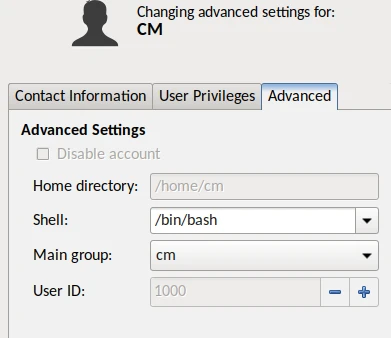 Changing advanced settings for:
CM
Contact Information User Privileges Advanced
Advanced Settings
Disable account
Home directory: /home/cm
Shell: /bin/bash
Main group: cm
User ID: 1000